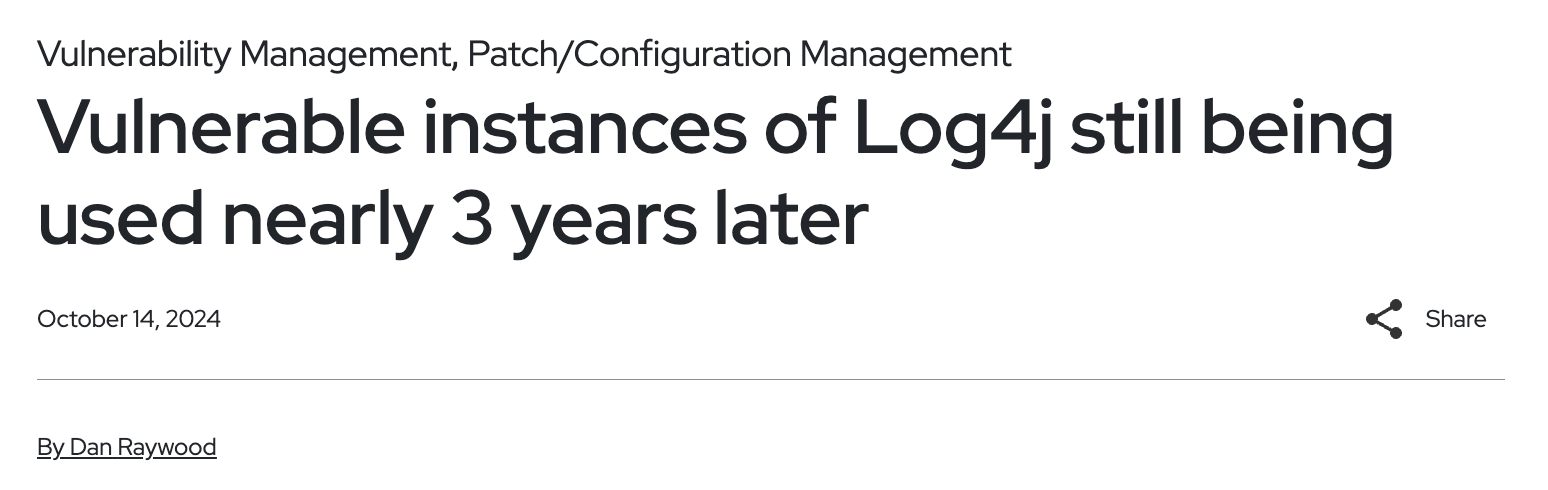 Vulnerability Management, Patch/Configuration Management
Vulnerable instances of Log4j still being
used nearly 3 years later
October 14, 2024
Share
By Dan Raywood